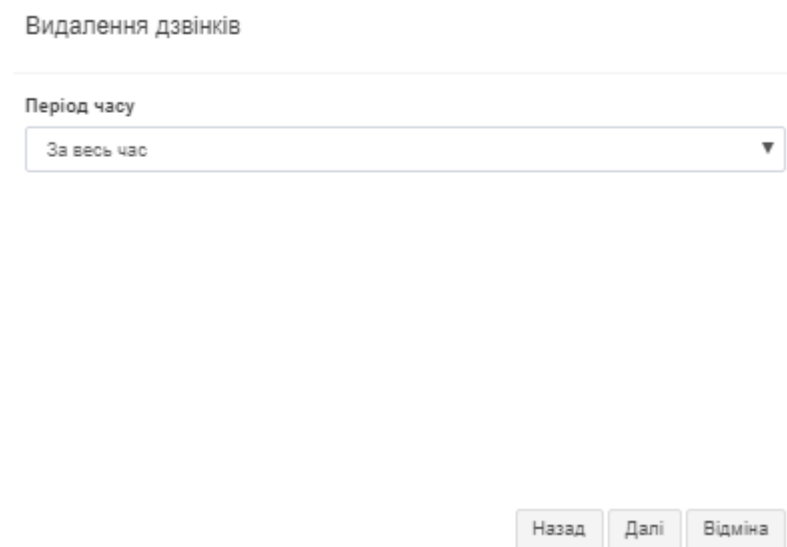 Видалення дзвінків
Період часу
За весь час
Назад Далі Відміна